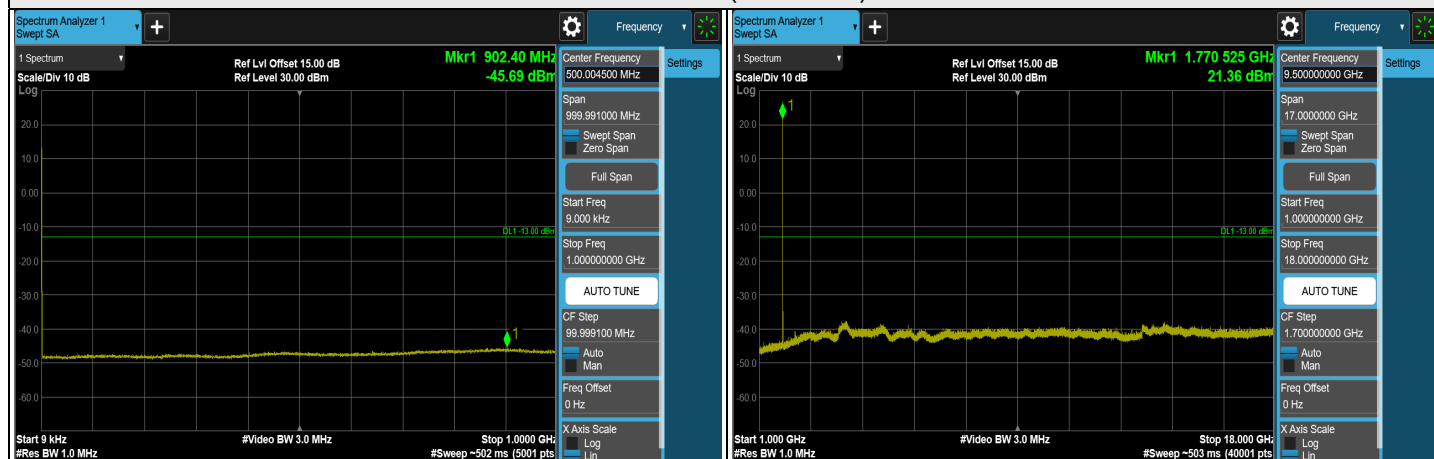 Spectrum Analyzer 1
Swept SA
+
Frequency
1 Spectrum
Scale/Div 10 dB
Log
Ref Lvl Offset 15.00 dB
Ref Level 30.00 dBm
Mkr1 902.40 MHz
-45.69 dBm
1
20.0
10.0
0.00
-10.0
DL1 -13.00 dBm
-20.0
-30.0
-40.0
-50.0
-60.0
Start 9 kHz
#Res BW 1.0 MHz
#Video BW 3.0 MHz
Stop 1.0000 GHz
#Sweep ~502 ms (5001 pts
Center Frequency
500.004500 MHz
Settings
Span
999.991000 MHz
Swept Span
Zero Span
Full Span
Start Freq
9.000 kHz
Stop Freq
1.000000000 GHz
AUTO TUNE
CF Step
99.999100 MHz
Auto
Man
Freq Offset
0 Hz
X Axis Scale
Log
Lin
Spectrum Analyzer 1
Swept SA
+
Frequency
1 Spectrum
Scale/Div 10 dB
Log
Ref Lvl Offset 15.00 dB
Ref Level 30.00 dBm
Mkr1 1.770 525 GHz
21.36 dBm
1
20.0
10.0
0.00
-10.0
DL1 -13.00 dBm
-20.0
-30.0
-40.0
-50.0
-60.0
Start 1.000 GHz
#Res BW 1.0 MHz
#Video BW 3.0 MHz
Stop 18.000 GHz
#Sweep ~503 ms (40001 pts
Center Frequency
9.500000000 GHz
Settings
Span
17.0000000 GHz
Swept Span
Zero Span
Full Span
Start Freq
1.000000000 GHz
Stop Freq
18.000000000 GHz
AUTO TUNE
CF Step
1.700000000 GHz
Auto
Man
Freq Offset
0 Hz
X Axis Scale
Log
Lin